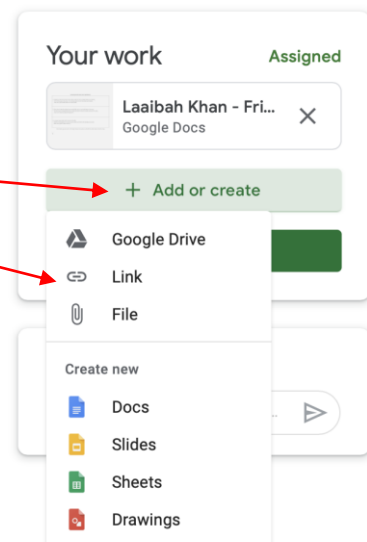 Your work
Assigned
Laaibah Khan - Fri...
Google Docs
+ Add or create
Google Drive
Link
File
Create new
Docs
Slides
Sheets
Drawings